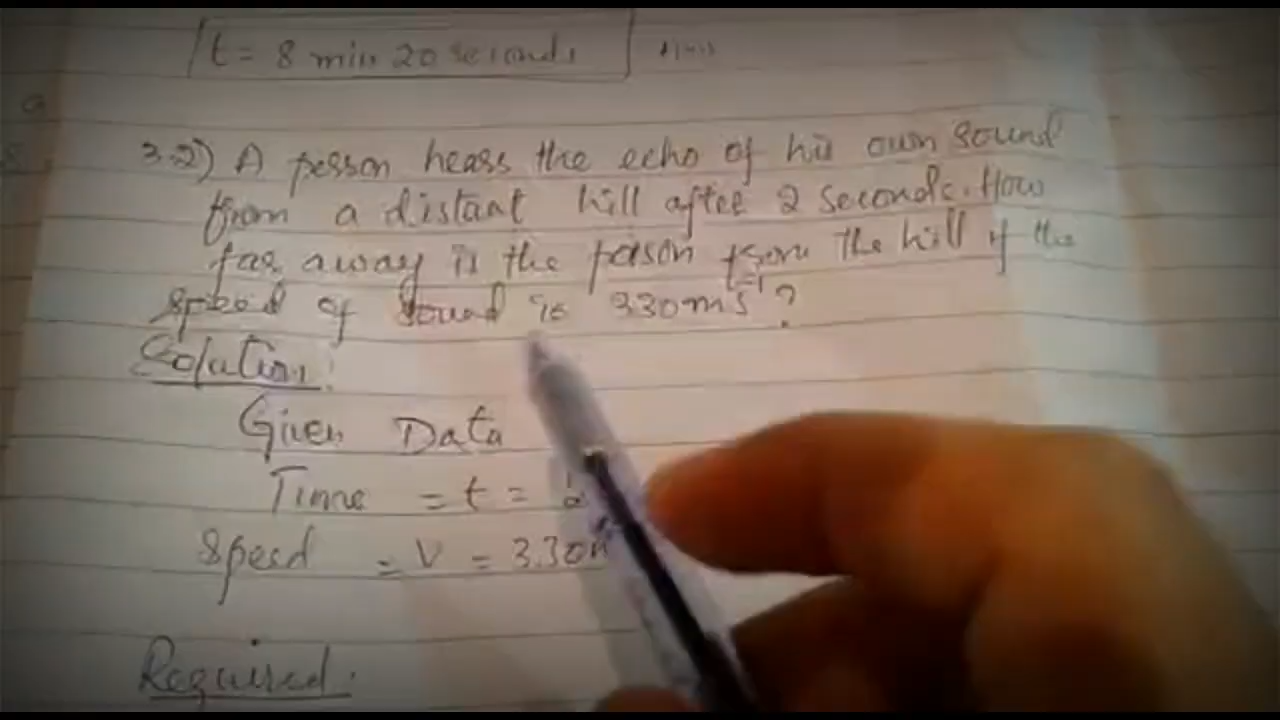 t = 8 min 20 seconds
3.2) A person hears the echo of his own sound
from a distant hill after 2 seconds. How
far away is the person from the hill if the
speed of sound is 330ms⁻¹?
Solution:
Given Data
Time = t = 2
Speed = V = 330m
Required: